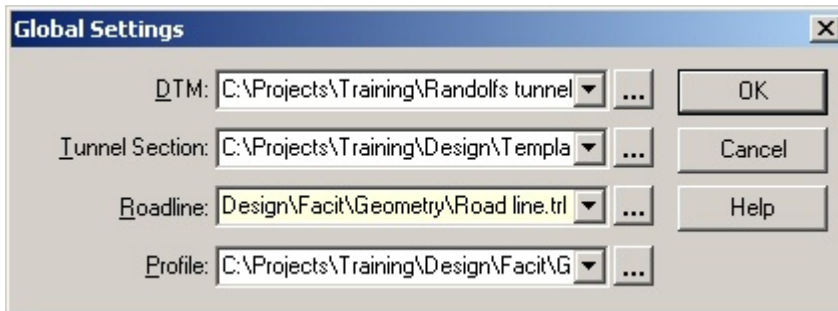 Global Settings
DTM: C:\Projects\Training\Randolfs tunnel ... OK
Tunnel Section: C:\Projects\Training\Design\Templa ... Cancel
Roadline: Design\Facit\Geometry\Road line.trl ... Help
Profile: C:\Projects\Training\Design\Facit\G ...